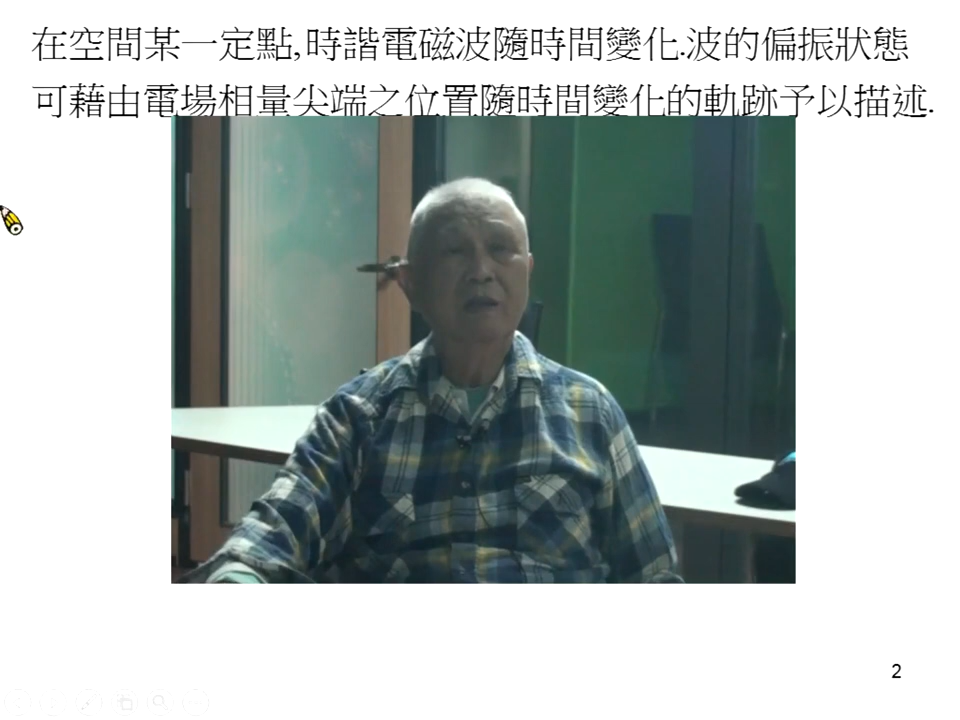 在空間某一定點,時諧電磁波隨時間變化.波的偏振狀態
可藉由電場相量尖端之位置隨時間變化的軌跡予以描述.
2